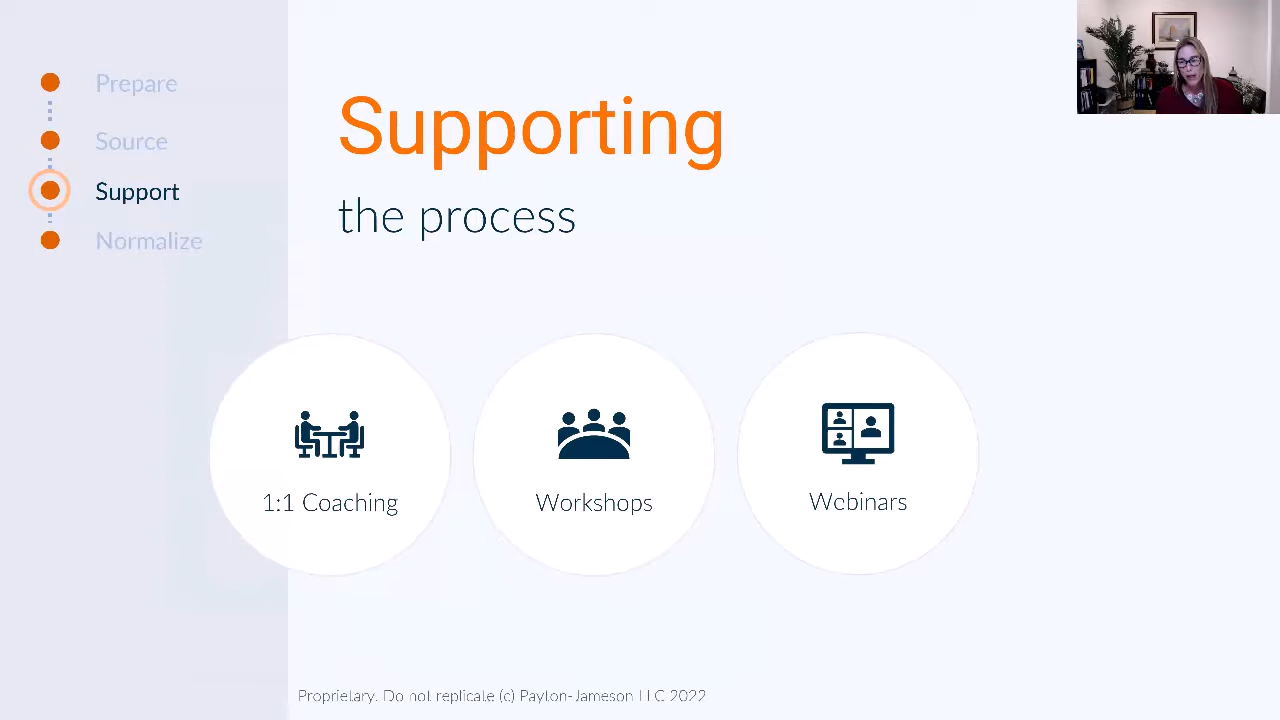 Prepare
Source
Support
Normalize
Supporting
the process
1:1 Coaching
Workshops
Webinars
Proprietary. Do not replicate (c) Payton-Jameson LLC 2022